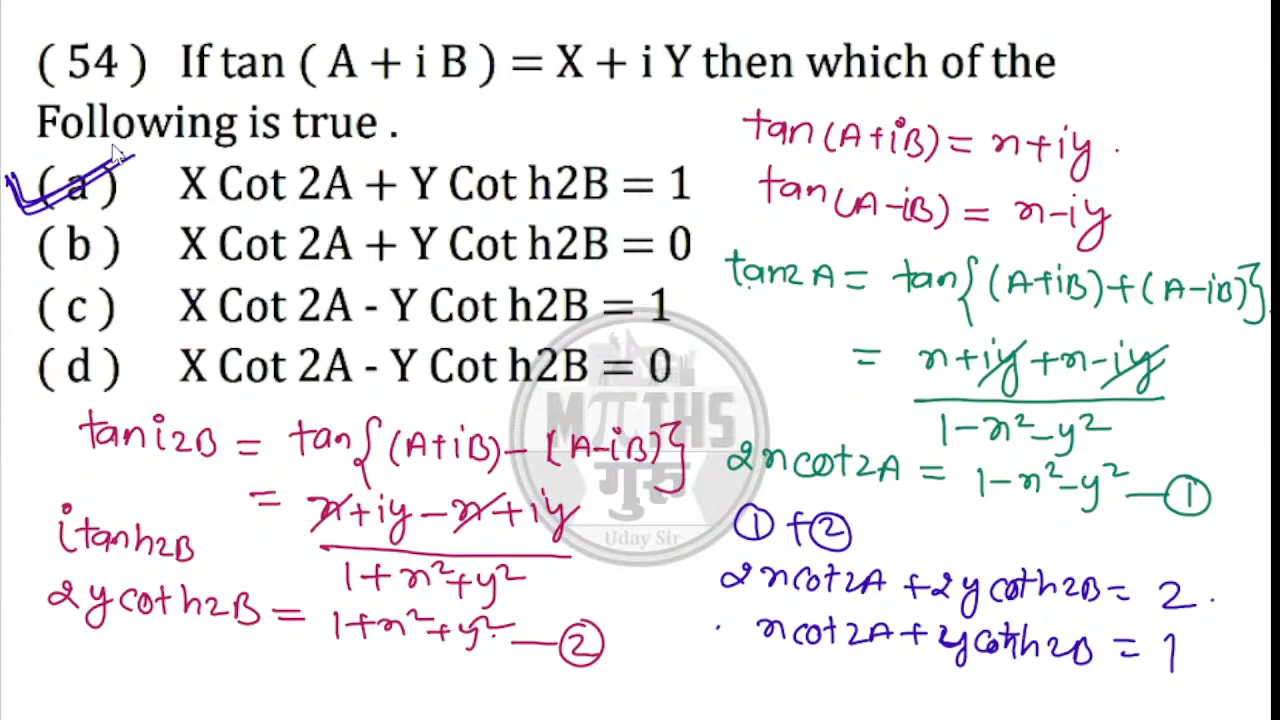 ( 54 ) If tan ( A + i B ) = X + i Y then which of the
Following is true .
( a ) X Cot 2A + Y Cot h2B = 1
( b ) X Cot 2A + Y Cot h2B = 0
( c ) X Cot 2A - Y Cot h2B = 1
( d ) X Cot 2A - Y Cot h2B = 0
tan(A+iB) = x+iy .
tan(A-iB) = x-iy
tan2A = tan{(A+iB)+(A-iB)}
= x+iy+x-iy
1-x²-y²
2xcot2A = 1-x²-y² —①
tani2B = tan{(A+iB)-(A-iB)}
= x+iy-x+iy
itanh2B
1+x²+y²
2ycoth2B = 1+x²+y² —②
①+②
2xcot2A +2ycoth2B = 2 .
xcot2A+ycoth2B = 1
MπTHS
गुरु
Uday Sir